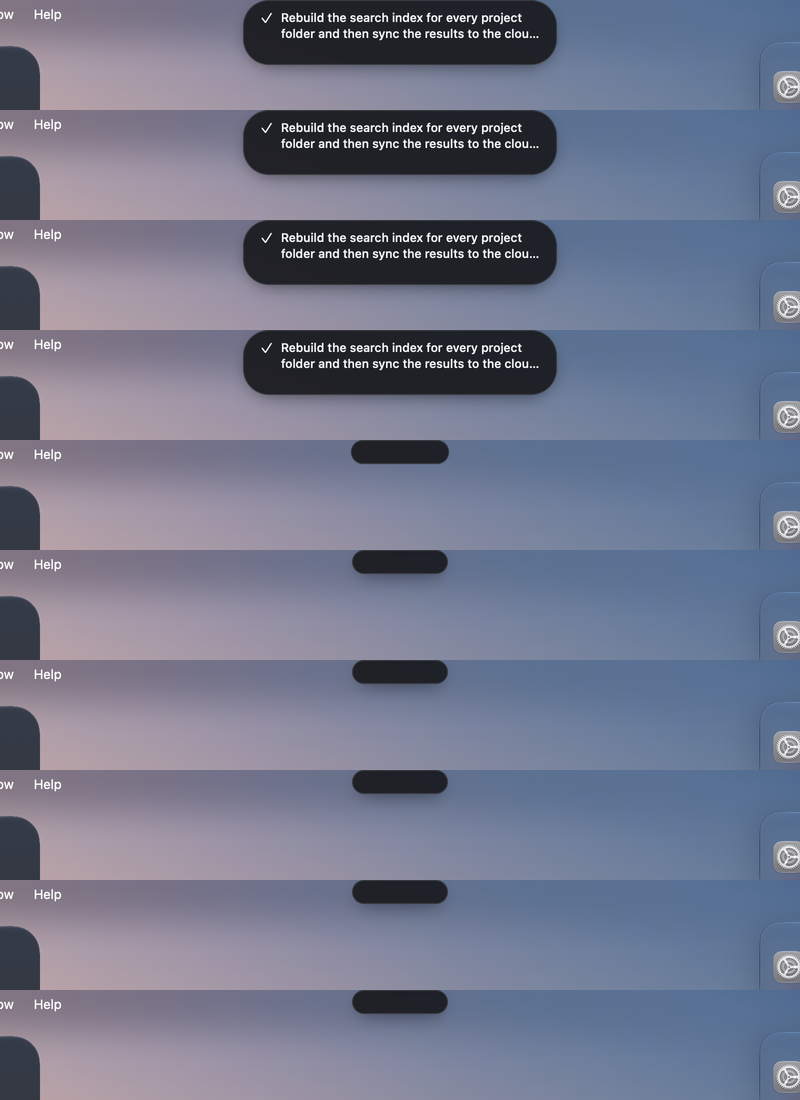 ow Help
✓ Rebuild the search index for every project
folder and then sync the results to the clou...
ow Help
✓ Rebuild the search index for every project
folder and then sync the results to the clou...
ow Help
✓ Rebuild the search index for every project
folder and then sync the results to the clou...
ow Help
✓ Rebuild the search index for every project
folder and then sync the results to the clou...
ow Help
ow Help
ow Help
ow Help
ow Help
ow Help